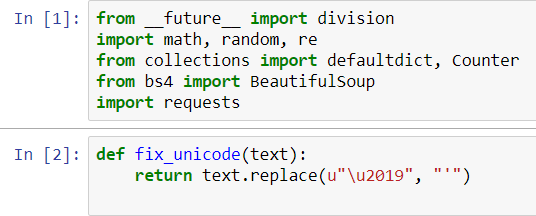 In [1]: from __future__ import division
import math, random, re
from collections import defaultdict, Counter
from bs4 import BeautifulSoup
import requests
In [2]: def fix_unicode(text):
    return text.replace(u"\u2019", "'")